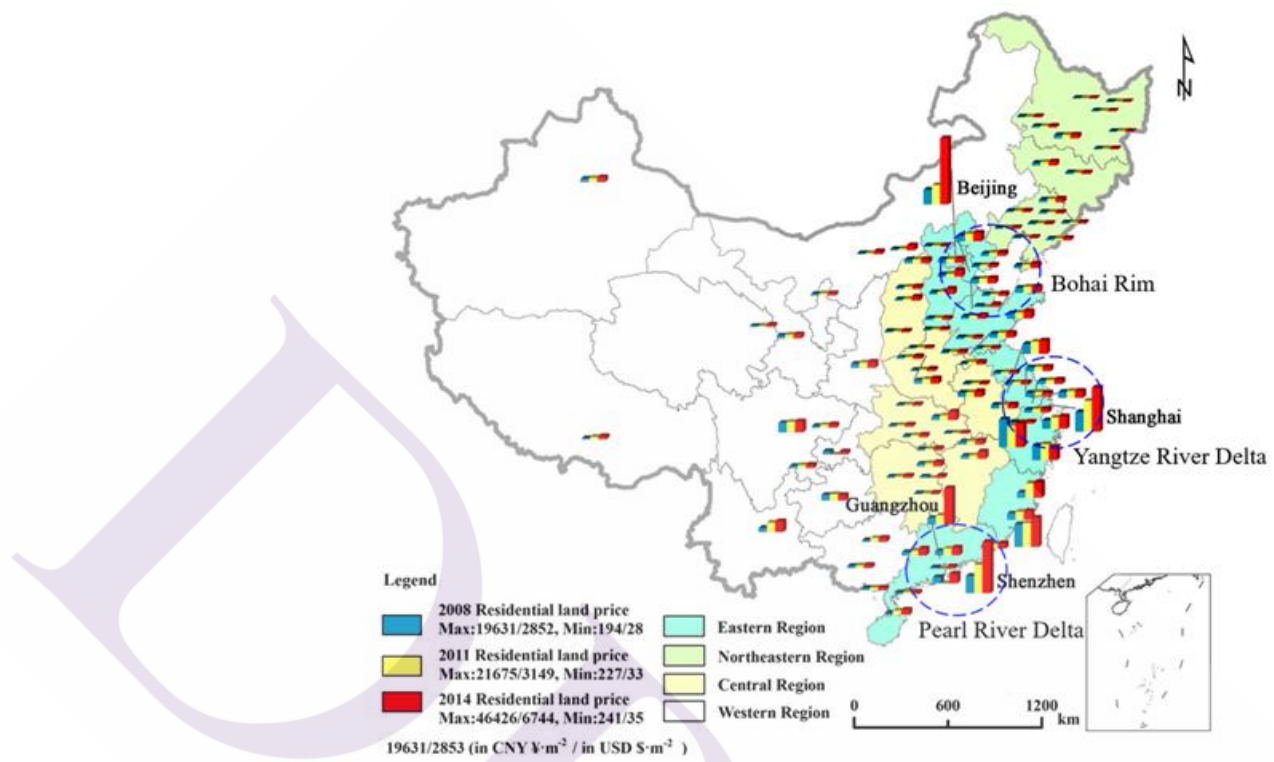 N
Beijing
Bohai Rim
Shanghai
Yangtze River Delta
Guangzhou
Shenzhen
Pearl River Delta
Legend
2008 Residential land price
Max:19631/2852, Min:194/28
2011 Residential land price
Max:21675/3149, Min:227/33
2014 Residential land price
Max:46426/6744, Min:241/35
19631/2853 (in CNY ¥·m⁻² / in USD $·m⁻² )
Eastern Region
Northeastern Region
Central Region
Western Region
0 600 1200
km